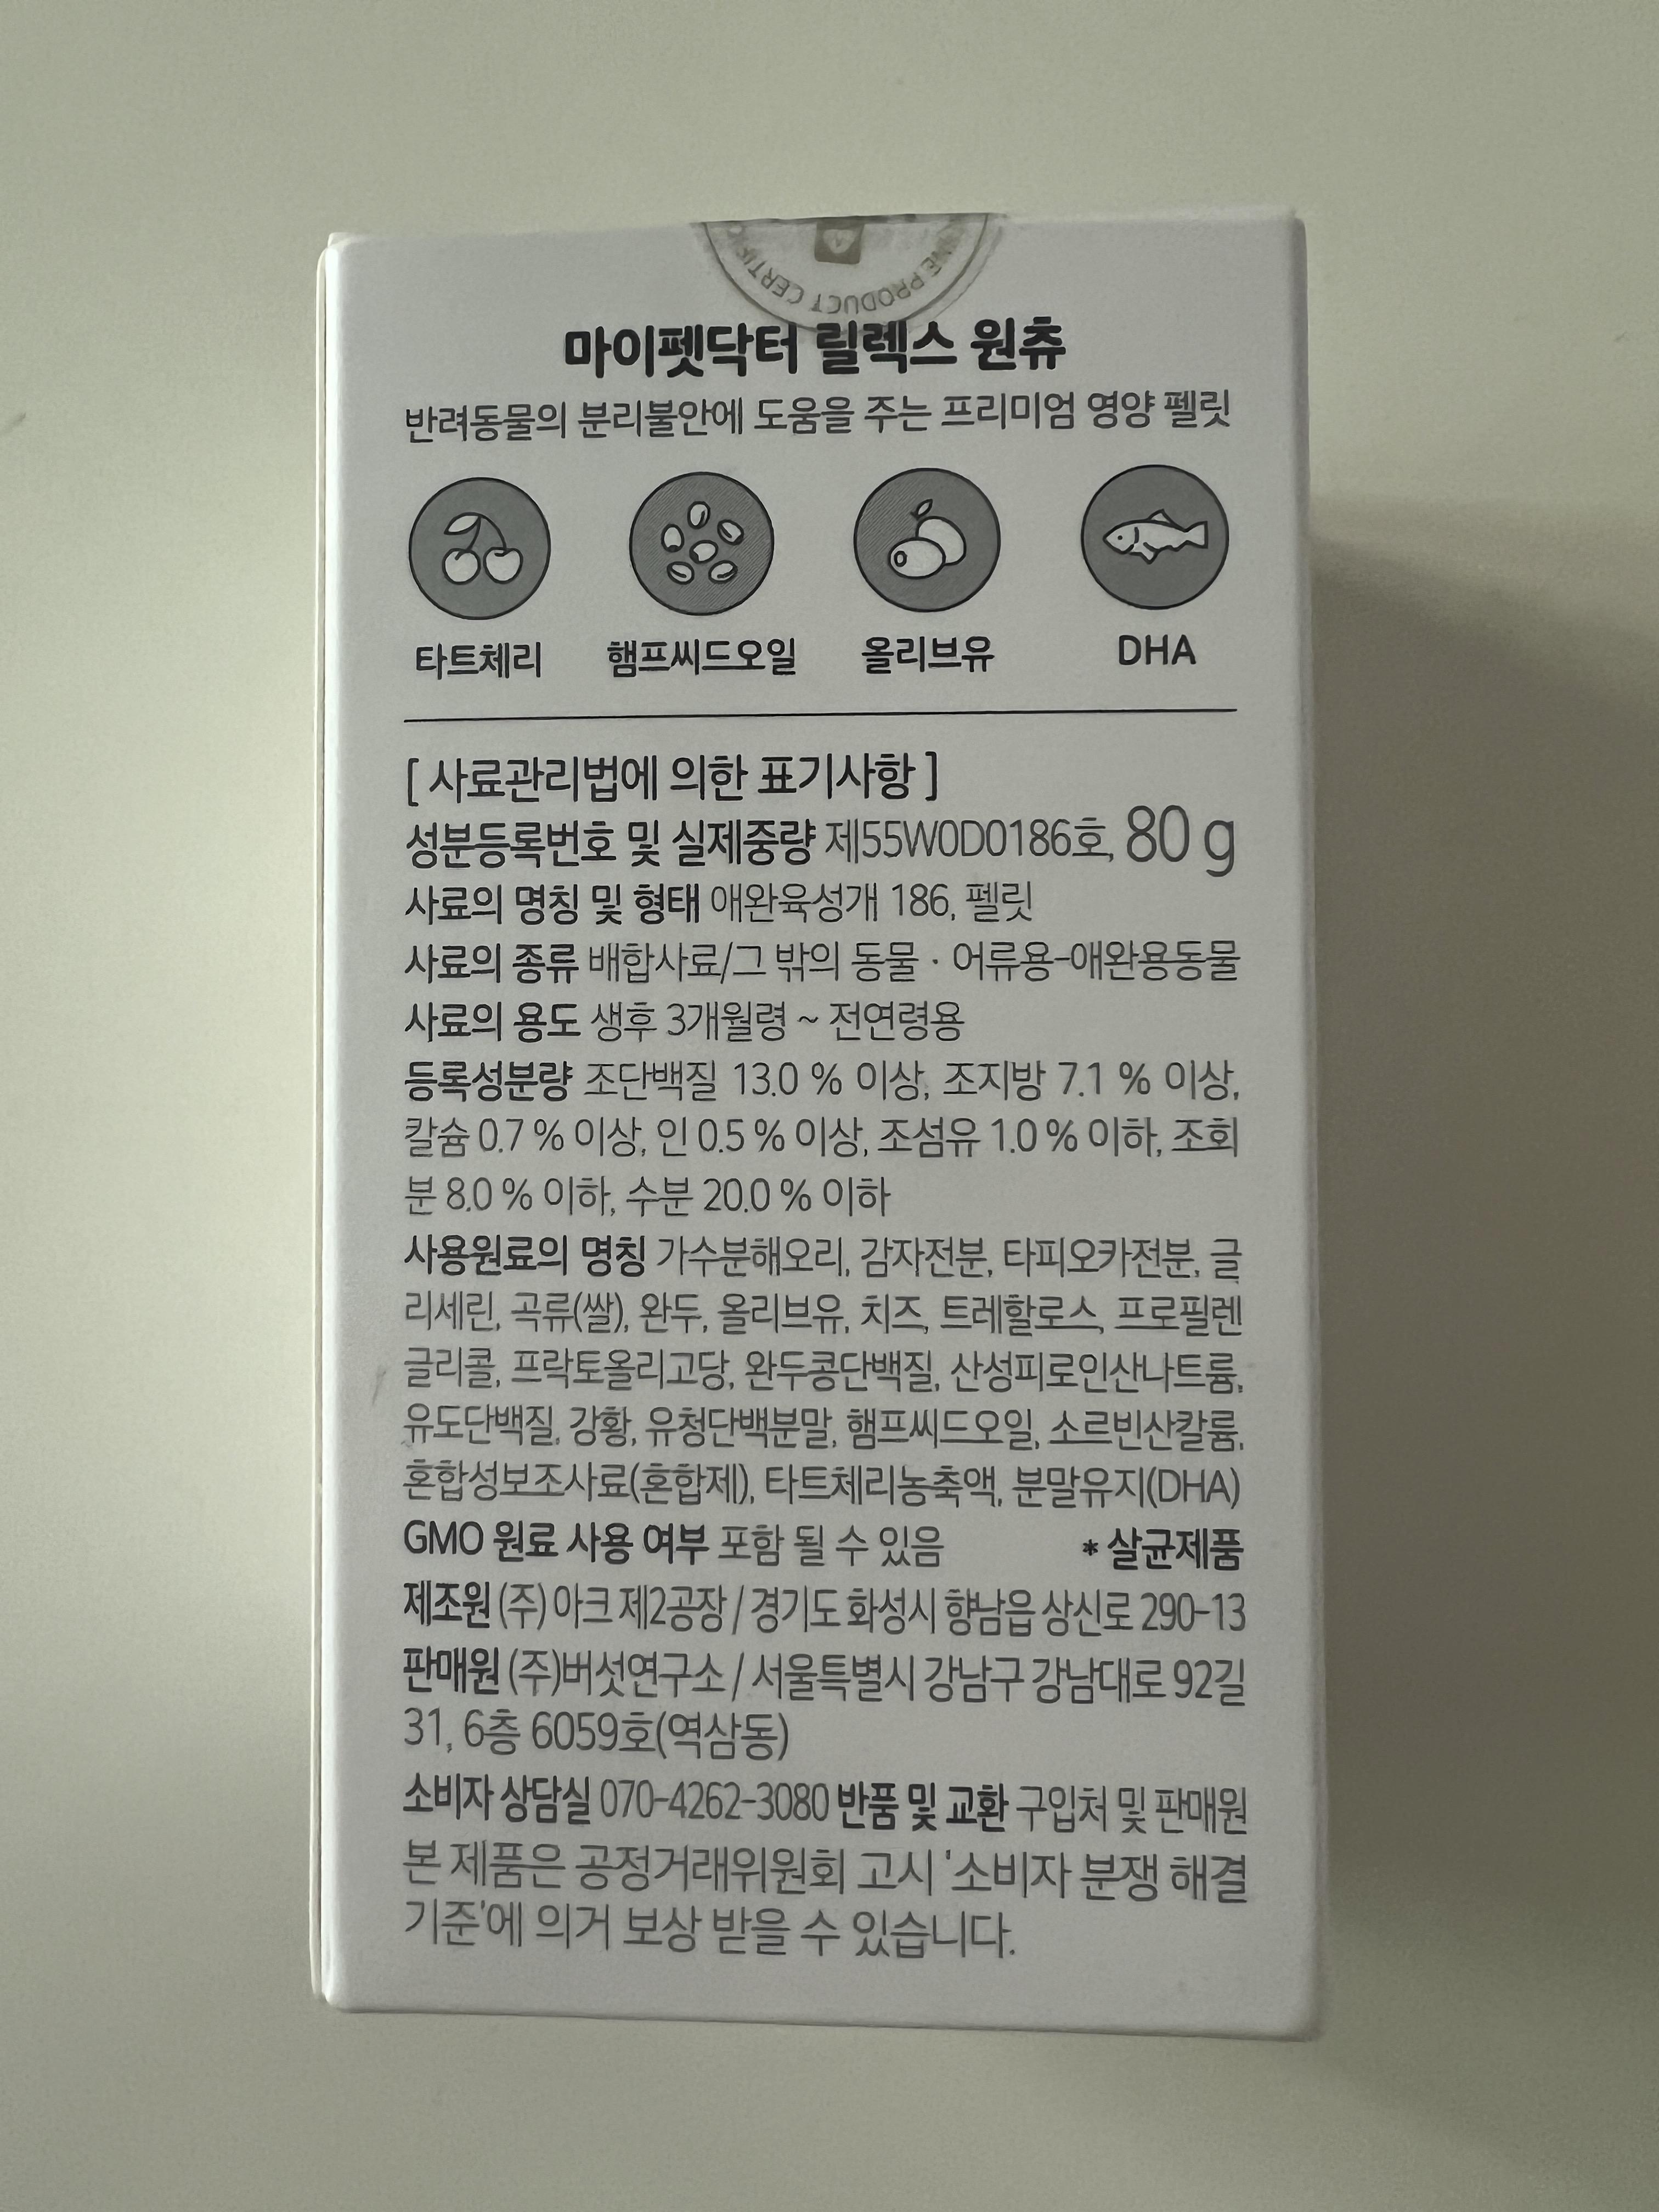 NE PRODUCT CERTIFIC
마이펫닥터 릴렉스 원츄
반려동물의 분리불안에 도움을 주는 프리미엄 영양 펠릿
타트체리 햄프씨드오일 올리브유 DHA
[ 사료관리법에 의한 표기사항 ]
성분등록번호 및 실제중량 제55W0D0186호, 80 g
사료의 명칭 및 형태 애완육성개 186, 펠릿
사료의 종류 배합사료/그 밖의 동물 · 어류용-애완용동물
사료의 용도 생후 3개월령 ~ 전연령용
등록성분량 조단백질 13.0 % 이상, 조지방 7.1 % 이상,
칼슘 0.7 % 이상, 인 0.5 % 이상, 조섬유 1.0 % 이하, 조회
분 8.0 % 이하, 수분 20.0 % 이하
사용원료의 명칭 가수분해오리, 감자전분, 타피오카전분, 글
리세린, 곡류(쌀), 완두, 올리브유, 치즈, 트레할로스, 프로필렌
글리콜, 프락토올리고당, 완두콩단백질, 산성피로인산나트륨,
유도단백질, 강황, 유청단백분말, 햄프씨드오일, 소르빈산칼륨,
혼합성보조사료(혼합제), 타트체리농축액, 분말유지(DHA)
GMO 원료 사용 여부 포함 될 수 있음 * 살균제품
제조원 (주) 아크 제2공장 / 경기도 화성시 향남읍 상신로 290-13
판매원 (주)버섯연구소 / 서울특별시 강남구 강남대로 92길
31, 6층 6059호(역삼동)
소비자 상담실 070-4262-3080 반품 및 교환 구입처 및 판매원
본 제품은 공정거래위원회 고시 '소비자 분쟁 해결
기준'에 의거 보상 받을 수 있습니다.